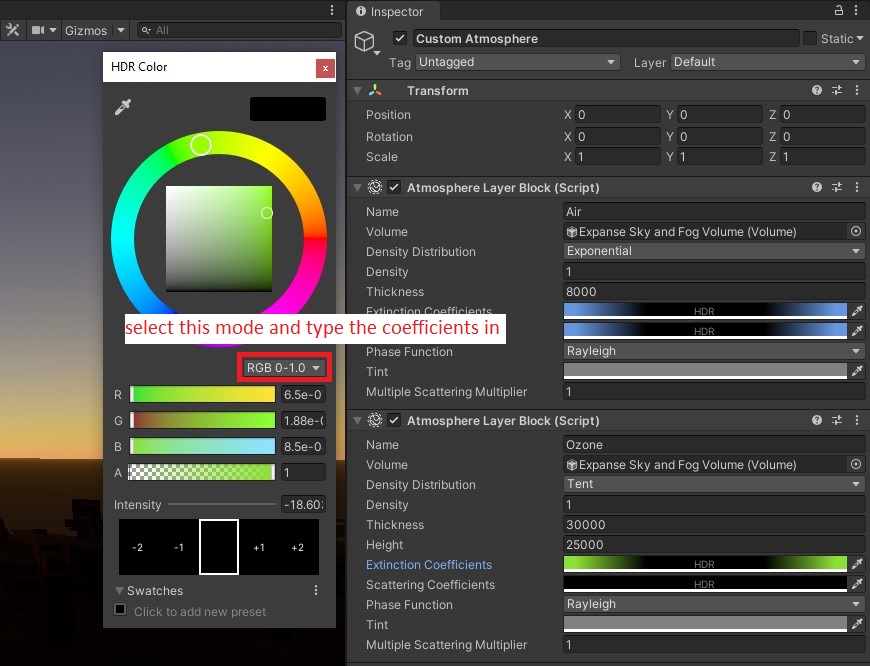 Gizmos
All
HDR Color
x
select this mode and type the coefficients in
RGB 0-1.0
R 6.5e-0
G 1.88e-0
B 8.5e-0
A 1
Intensity -18.60
-2 -1 +1 +2
Swatches
Click to add new preset
Inspector
Custom Atmosphere Static
Tag Untagged Layer Default
Transform
Position X 0 Y 0 Z 0
Rotation X 0 Y 0 Z 0
Scale X 1 Y 1 Z 1
Atmosphere Layer Block (Script)
Name Air
Volume Expanse Sky and Fog Volume (Volume)
Density Distribution Exponential
Density 1
Thickness 8000
Extinction Coefficients HDR
HDR
Phase Function Rayleigh
Tint
Multiple Scattering Multiplier 1
Atmosphere Layer Block (Script)
Name Ozone
Volume Expanse Sky and Fog Volume (Volume)
Density Distribution Tent
Density 1
Thickness 30000
Height 25000
Extinction Coefficients HDR
Scattering Coefficients HDR
Phase Function Rayleigh
Tint
Multiple Scattering Multiplier 1